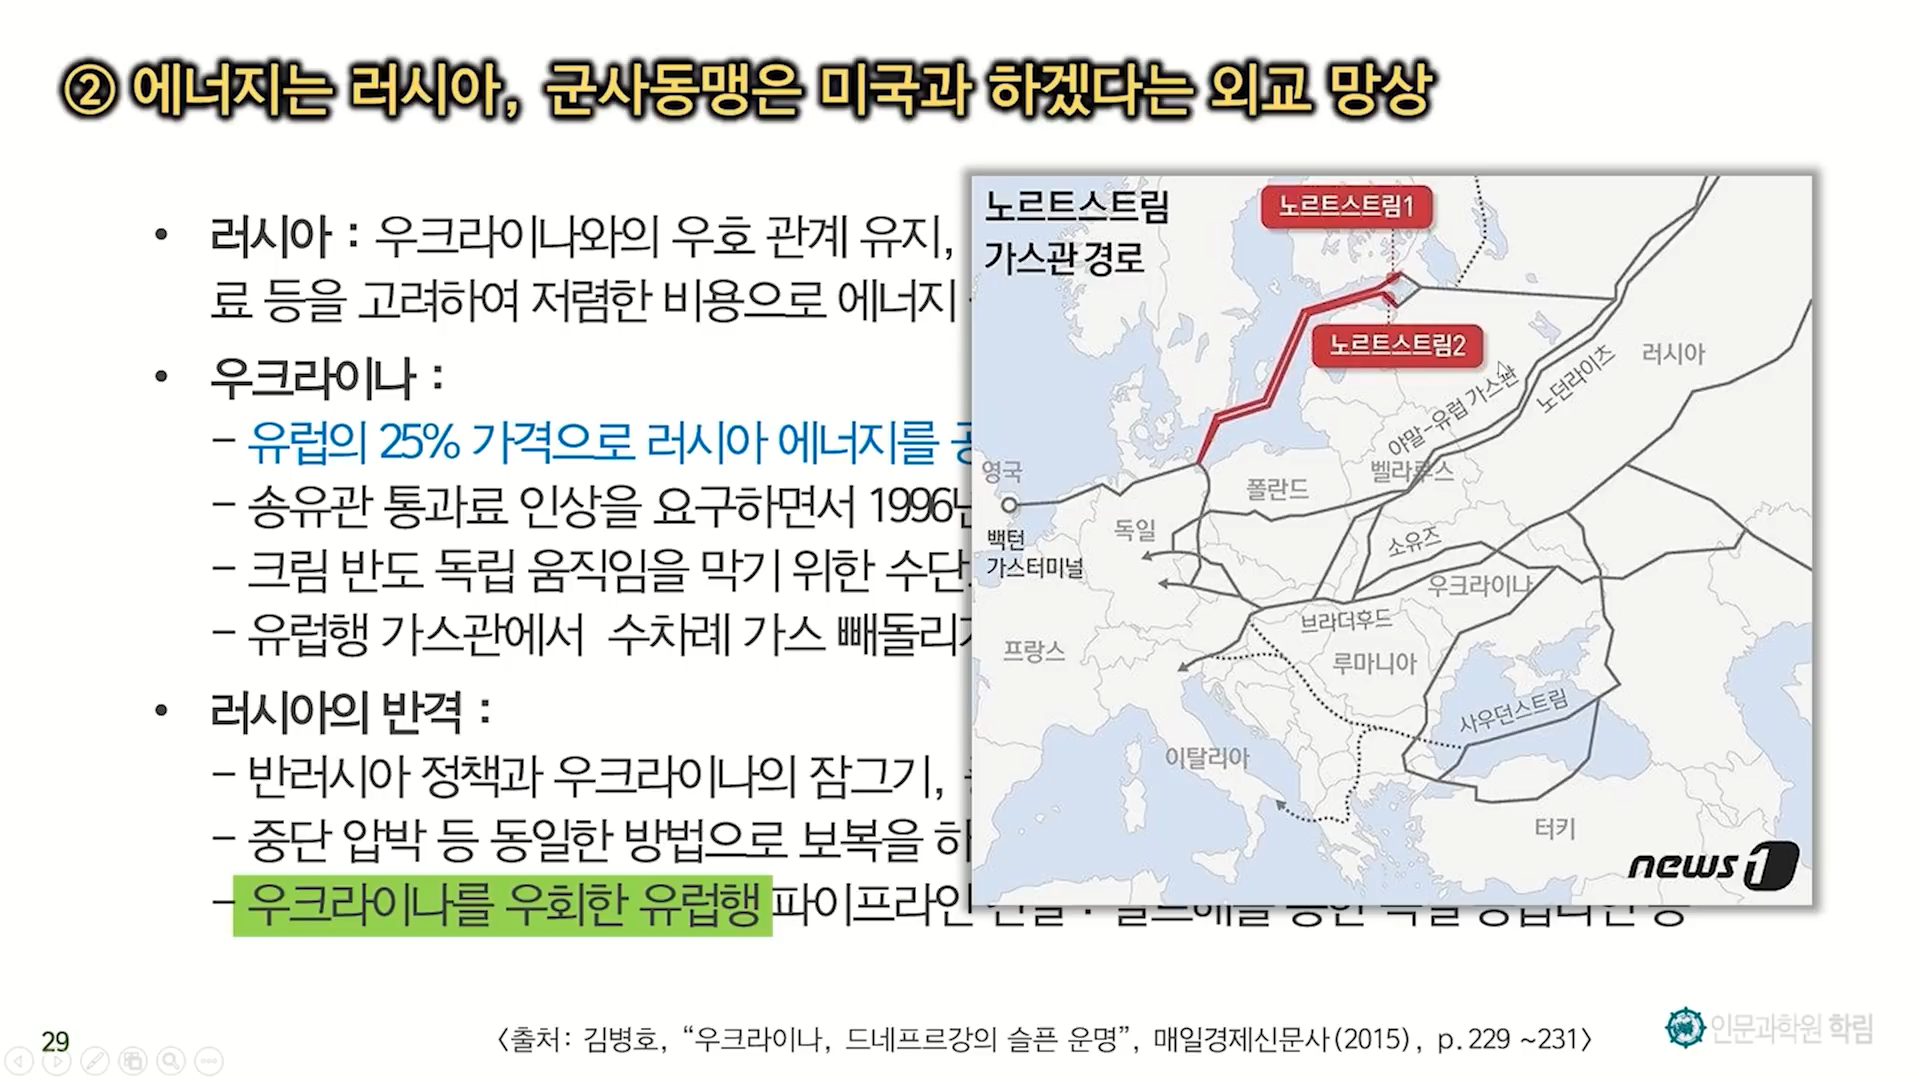 ② 에너지는 러시아, 군사동맹은 미국과 하겠다는 외교 망상
• 러시아 : 우크라이나와의 우호 관계 유지,
료 등을 고려하여 저렴한 비용으로 에너지
• 우크라이나 :
– 유럽의 25% 가격으로 러시아 에너지를
– 송유관 통과료 인상을 요구하면서
– 크림 반도 독립 움직임을 막기 위한
– 유럽행 가스관에서 수차례 가스
• 러시아의 반격 :
– 반러시아 정책과 우크라이나의 잠그기,
– 중단 압박 등 동일한 방법으로 보복을
– 우크라이나를 우회한 유럽행 파이프라인
노르트스트림
가스관 경로
노르트스트림1
노르트스트림2
러시아
노던라이츠
야말-유럽 가스관
벨라루스
영국
폴란드
백턴
가스터미널
독일
소유즈
우크라이나
브라더후드
프랑스
루마니아
사우던스트림
이탈리아
터키
news1
29
<출처: 김병호, “우크라이나, 드네프르강의 슬픈 운명”, 매일경제신문사(2015), p.229 ~231>
인문과학원 학림